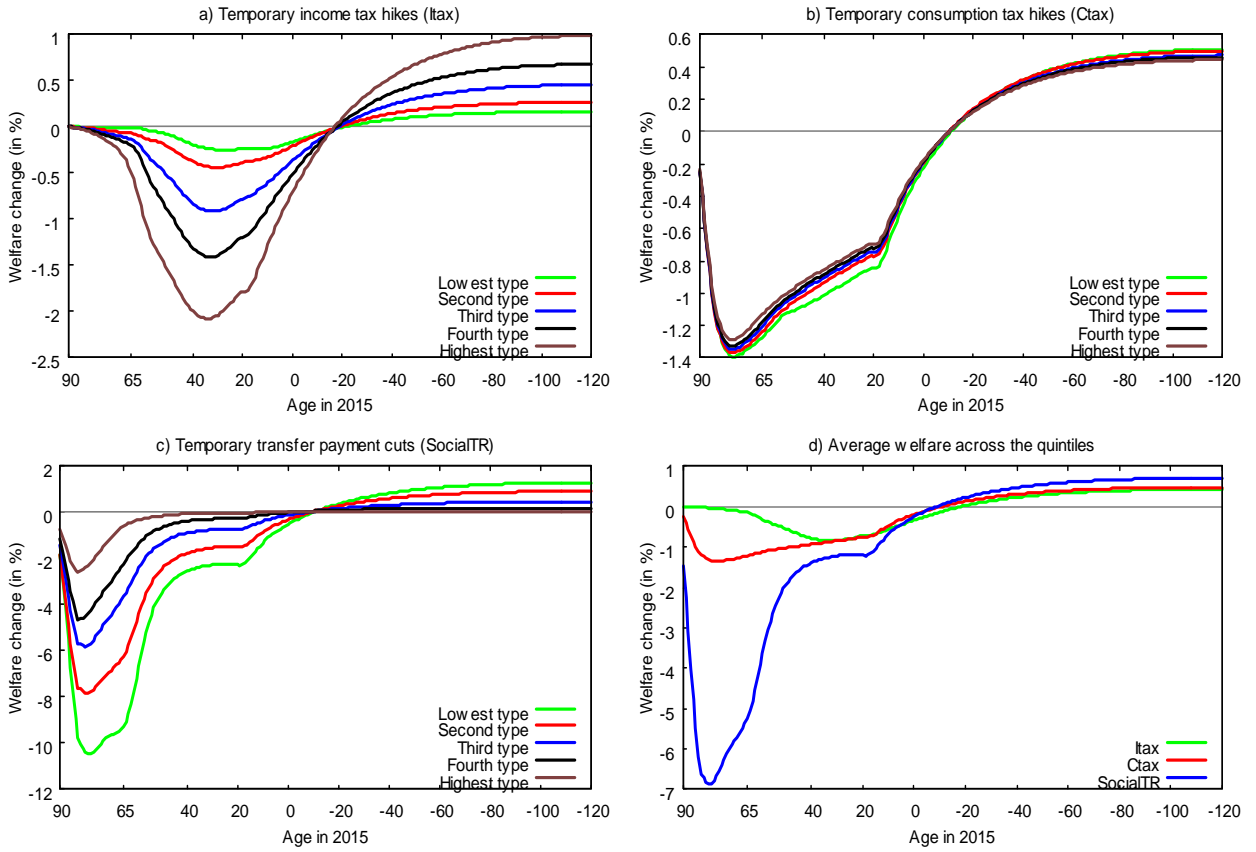 a) Temporary income tax hikes (Itax)
1
0.5
0
-0.5
-1
-1.5
-2
-2.5
Welfare change (in %)
Low est type
Second type
Third type
Fourth type
Highest type
90 65 40 20 0 -20 -40 -60 -80 -100 -120
Age in 2015
b) Temporary consumption tax hikes (Ctax)
0.6
0.4
0.2
0
-0.2
-0.4
-0.6
-0.8
-1.0
-1.2
-1.4
Welfare change (in %)
Low est type
Second type
Third type
Fourth type
Highest type
90 65 40 20 0 -20 -40 -60 -80 -100 -120
Age in 2015
c) Temporary transfer payment cuts (SocialTR)
2
0
-2
-4
-6
-8
-10
-12
Welfare change (in %)
Low est type
Second type
Third type
Fourth type
Highest type
90 65 40 20 0 -20 -40 -60 -80 -100 -120
Age in 2015
d) Average welfare across the quintiles
1
0
-1
-2
-3
-4
-5
-6
-7
Welfare change (in %)
Itax
Ctax
SocialTR
90 65 40 20 0 -20 -40 -60 -80 -100 -120
Age in 2015